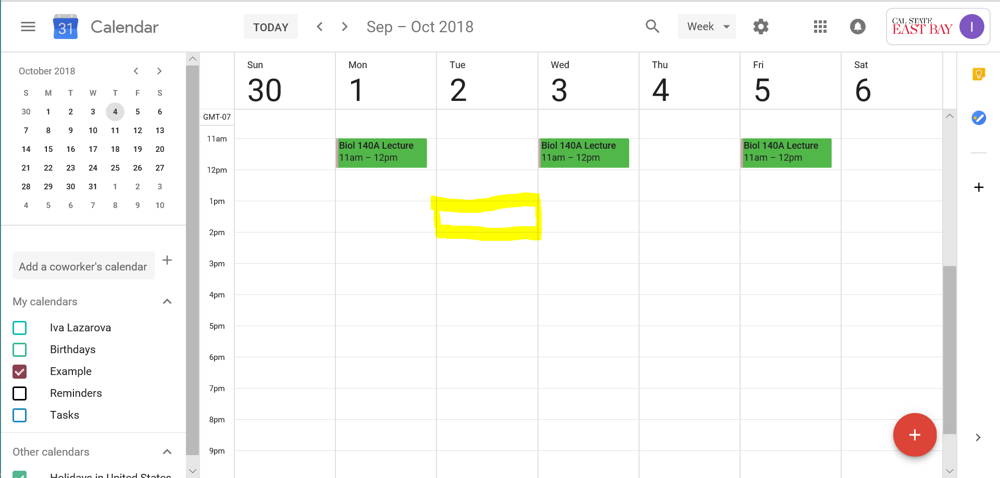 31 Calendar TODAY Sep – Oct 2018 Week CAL STATE
EAST BAY I
October 2018
S M T W T F S
30 1 2 3 4 5 6
7 8 9 10 11 12 13
14 15 16 17 18 19 20
21 22 23 24 25 26 27
28 29 30 31 1 2 3
4 5 6 7 8 9 10
Add a coworker's calendar
My calendars
Iva Lazarova
Birthdays
Example
Reminders
Tasks
Other calendars
Holidays in United States
Sun Mon Tue Wed Thu Fri Sat
30 1 2 3 4 5 6
GMT-07
11am
Biol 140A Lecture
11am – 12pm
Biol 140A Lecture
11am – 12pm
Biol 140A Lecture
11am – 12pm
12pm
1pm
2pm
3pm
4pm
5pm
6pm
7pm
8pm
9pm